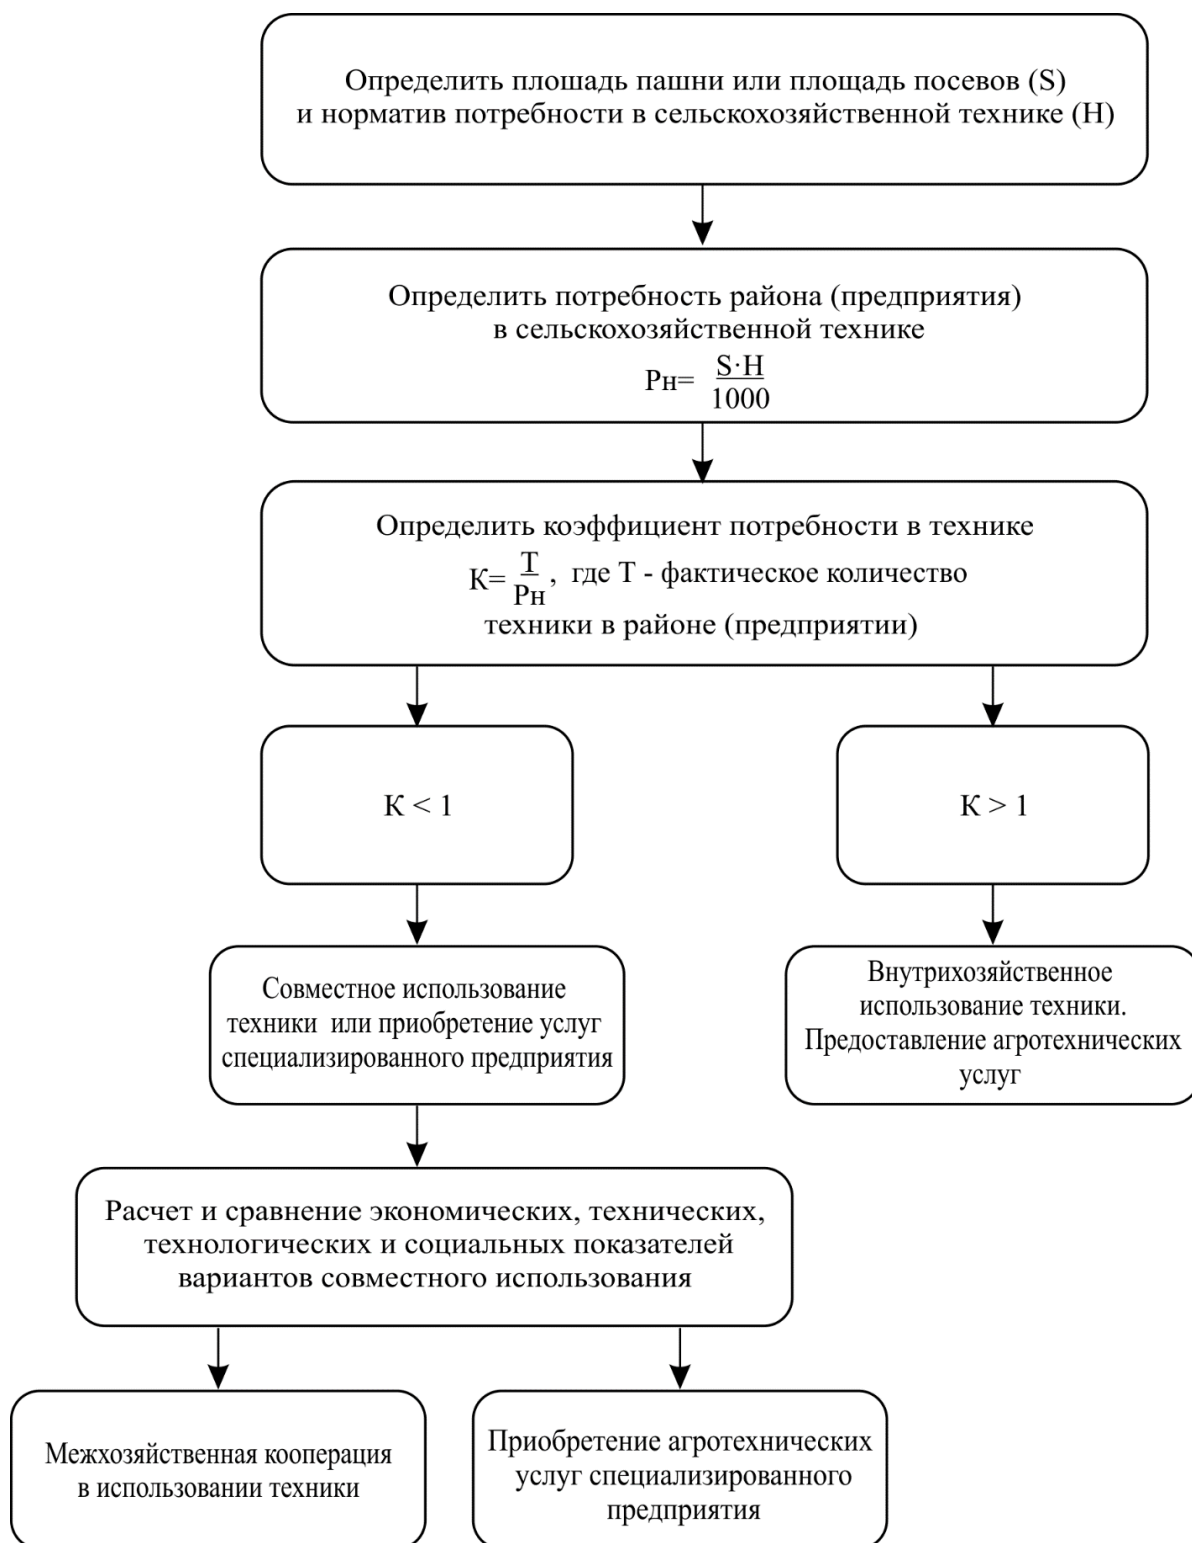 Определить плошадь пашни или площадь посевов (S)
и норматив потребности в сельскохозяйственной технике (Н)
Определить потребность района (предприятия)
в сельскохозяйственной технике
Рн= S·Н
1000
Определить коэффициент потребности в технике
К= Т
Рн
, где Т - фактическое количество
техники в районе (предприятии)
К < 1
К > 1
Совместное использование
техники или приобретение услуг
специализированного предприятия
Внутрихозяйственное
использование техники.
Предоставление агротехнических
услуг
Расчет и сравнение экономических, технических,
технологических и социальных показателей
вариантов совместного использования
Межхозяйственная кооперация
в использовании техники
Приобретение агротехнических
услуг специализированного
предприятия